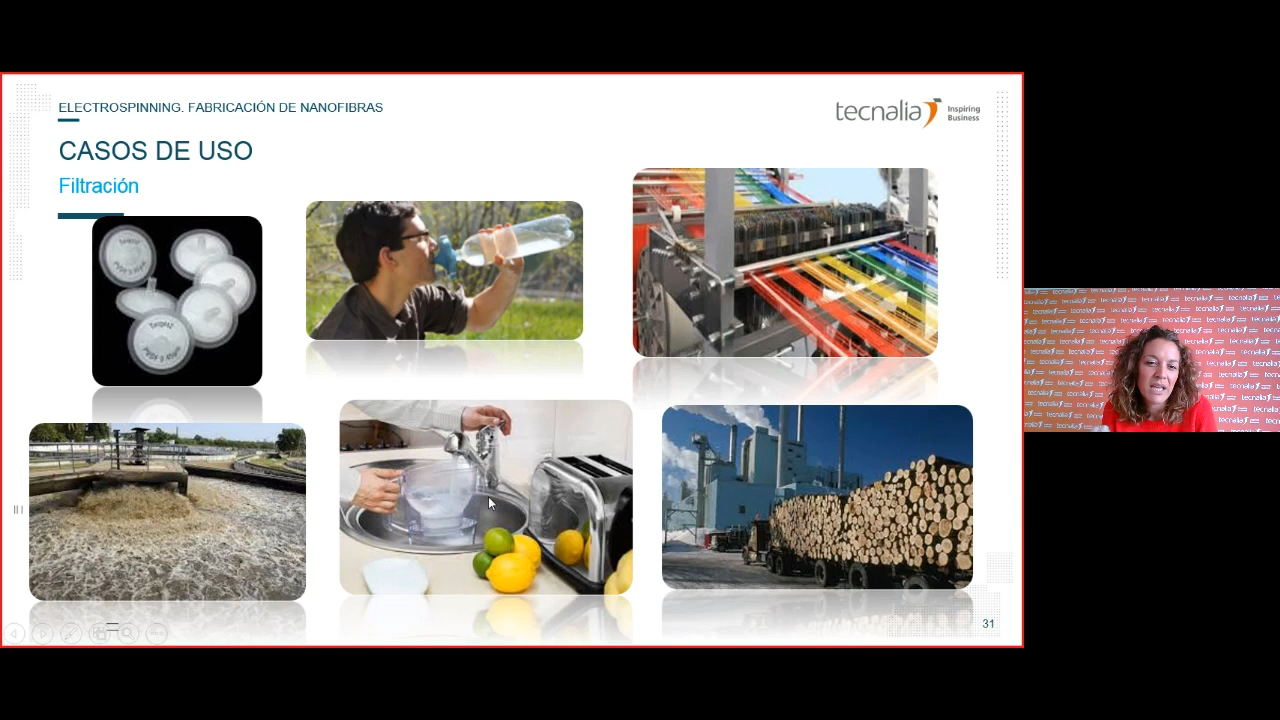 ELECTROSPINNING. FABRICACIÓN DE NANOFIBRAS
tecnalia Inspiring
Business
CASOS DE USO
Filtración
31